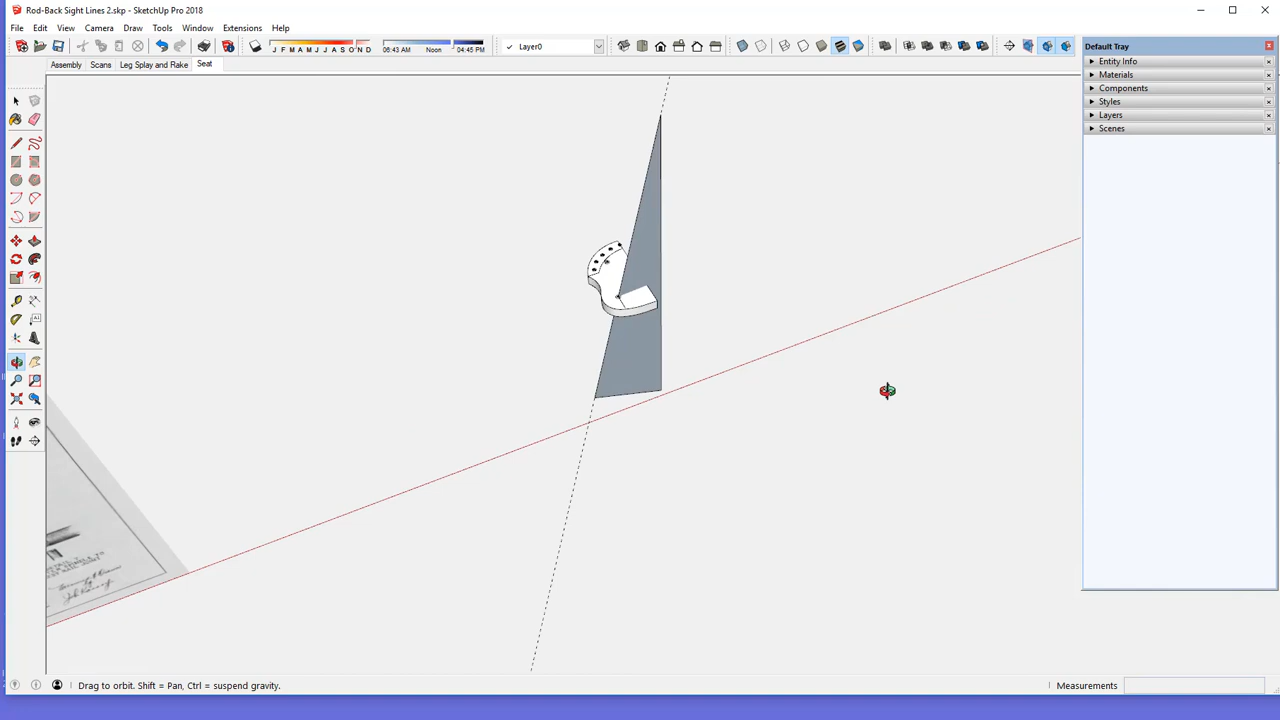 Rod-Back Sight Lines 2.skp - SketchUp Pro 2018
File Edit View Camera Draw Tools Window Extensions Help
J F M A M J J A S O N D 06:43 AM Noon 04:45 PM Layer0
Assembly Scans Leg Splay and Rake Seat
Default Tray
Entity Info
Materials
Components
Styles
Layers
Scenes
Drag to orbit. Shift = Pan, Ctrl = suspend gravity.
Measurements